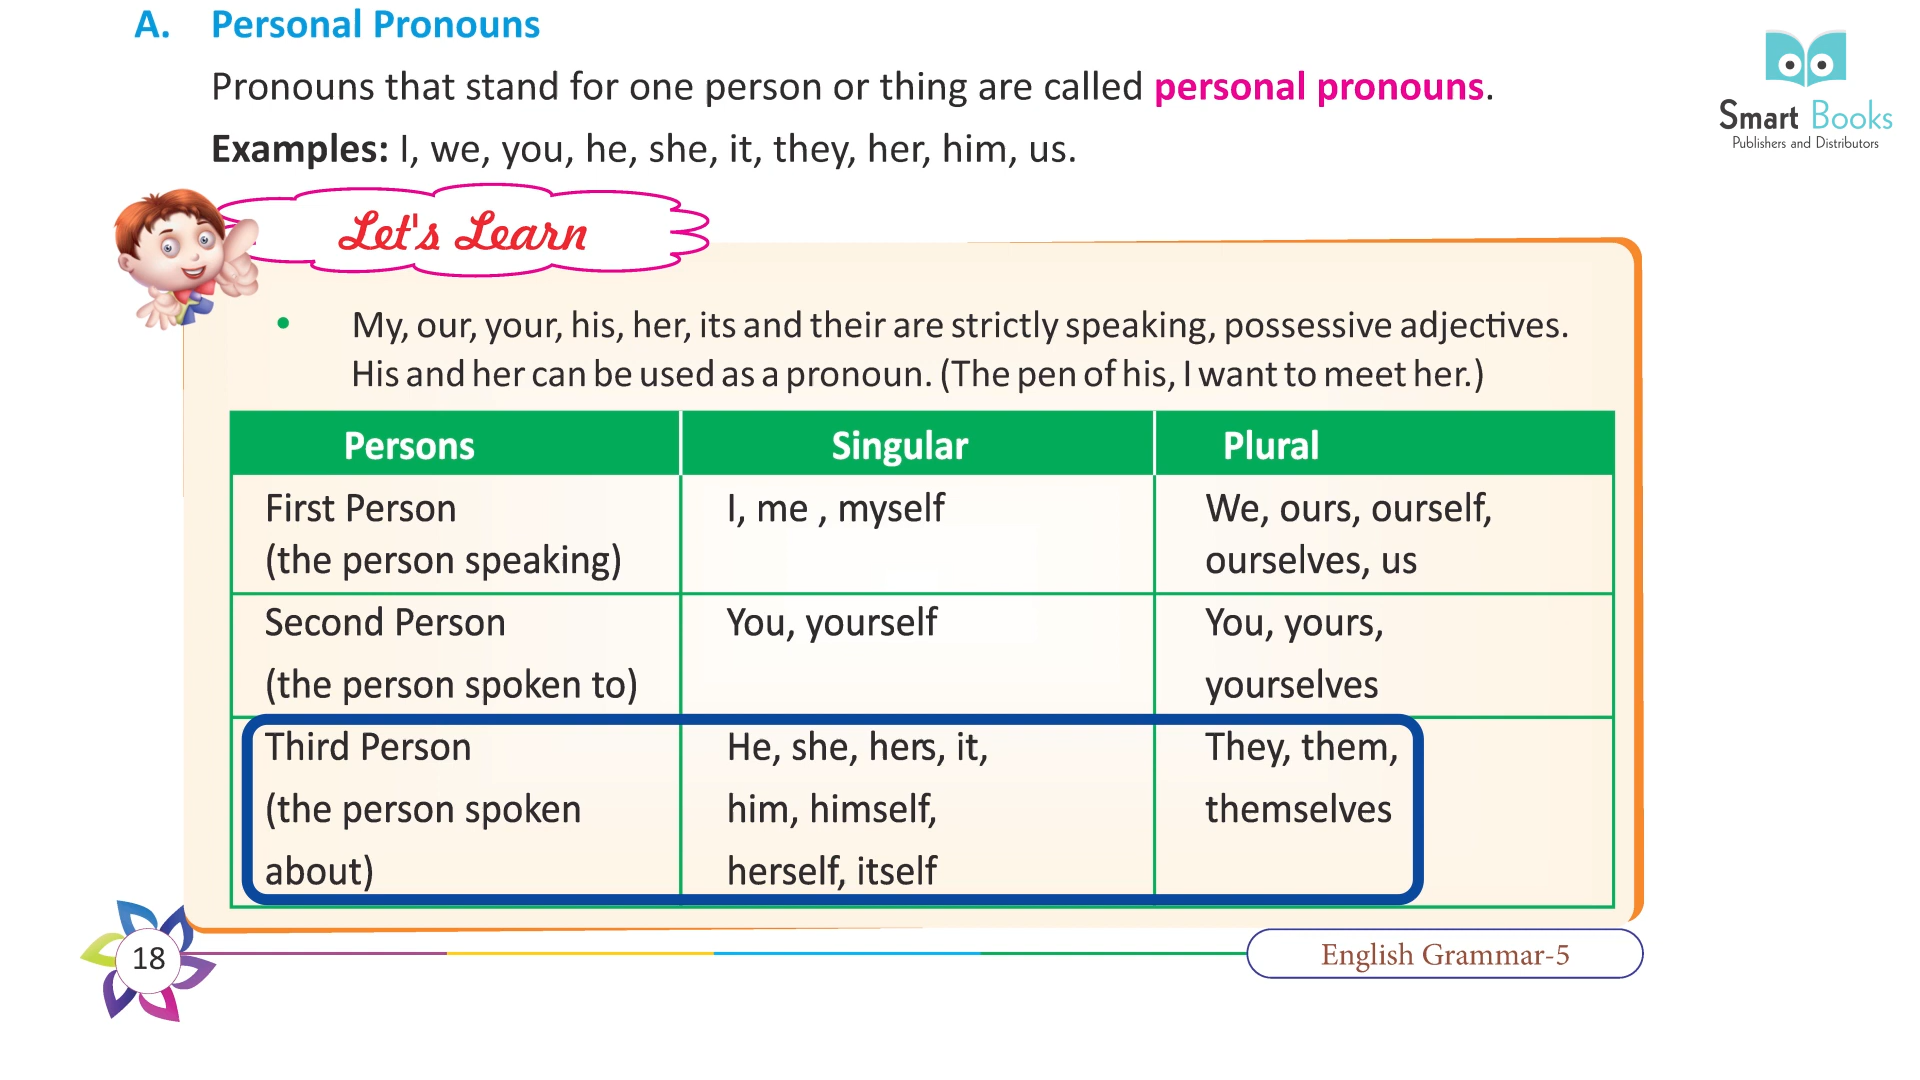 A. Personal Pronouns
Pronouns that stand for one person or thing are called personal pronouns.
Examples: I, we, you, he, she, it, they, her, him, us.
Smart Books
Publishers and Distributors
Let's Learn
• My, our, your, his, her, its and their are strictly speaking, possessive adjectives.
His and her can be used as a pronoun. (The pen of his, I want to meet her.)
Persons Singular Plural
First Person I, me , myself We, ours, ourself,
(the person speaking) ourselves, us
Second Person You, yourself You, yours,
(the person spoken to) yourselves
Third Person He, she, hers, it, They, them,
(the person spoken him, himself, themselves
about) herself, itself
18 English Grammar-5